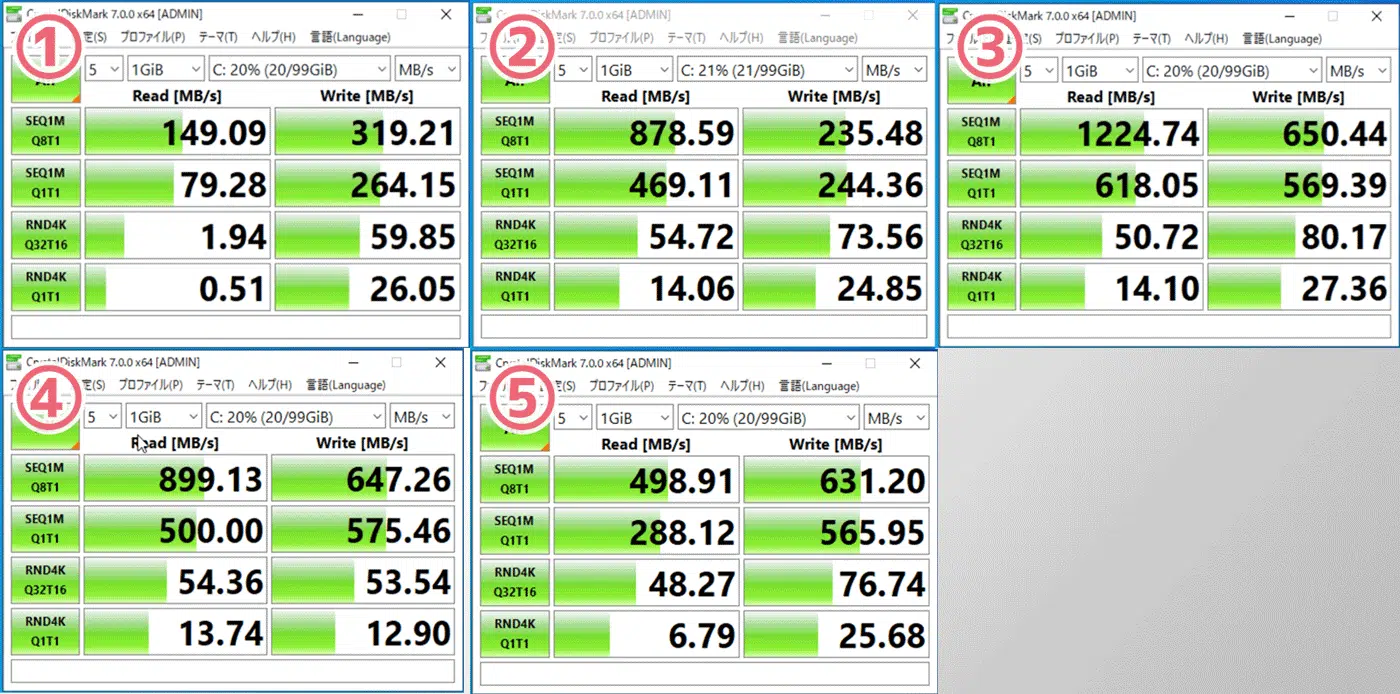 ①
CrystalDiskMark 7.0.0 x64 [ADMIN]
定(S) プロファイル(P) テーマ(T) ヘルプ(H) 言語(Language)
5 1GiB C: 20% (20/99GiB) MB/s
All
Read [MB/s] Write [MB/s]
SEQ1M Q8T1 149.09 319.21
SEQ1M Q1T1 79.28 264.15
RND4K Q32T16 1.94 59.85
RND4K Q1T1 0.51 26.05
②
CrystalDiskMark 7.0.0 x64 [ADMIN]
定(S) プロファイル(P) テーマ(T) ヘルプ(H) 言語(Language)
5 1GiB C: 21% (21/99GiB) MB/s
All
Read [MB/s] Write [MB/s]
SEQ1M Q8T1 878.59 235.48
SEQ1M Q1T1 469.11 244.36
RND4K Q32T16 54.72 73.56
RND4K Q1T1 14.06 24.85
③
CrystalDiskMark 7.0.0 x64 [ADMIN]
定(S) プロファイル(P) テーマ(T) ヘルプ(H) 言語(Language)
5 1GiB C: 20% (20/99GiB) MB/s
All
Read [MB/s] Write [MB/s]
SEQ1M Q8T1 1224.74 650.44
SEQ1M Q1T1 618.05 569.39
RND4K Q32T16 50.72 80.17
RND4K Q1T1 14.10 27.36
④
CrystalDiskMark 7.0.0 x64 [ADMIN]
定(S) プロファイル(P) テーマ(T) ヘルプ(H) 言語(Language)
5 1GiB C: 20% (20/99GiB) MB/s
Read [MB/s] Write [MB/s]
SEQ1M Q8T1 899.13 647.26
SEQ1M Q1T1 500.00 575.46
RND4K Q32T16 54.36 53.54
RND4K Q1T1 13.74 12.90
⑤
CrystalDiskMark 7.0.0 x64 [ADMIN]
定(S) プロファイル(P) テーマ(T) ヘルプ(H) 言語(Language)
5 1GiB C: 20% (20/99GiB) MB/s
Read [MB/s] Write [MB/s]
SEQ1M Q8T1 498.91 631.20
SEQ1M Q1T1 288.12 565.95
RND4K Q32T16 48.27 76.74
RND4K Q1T1 6.79 25.68